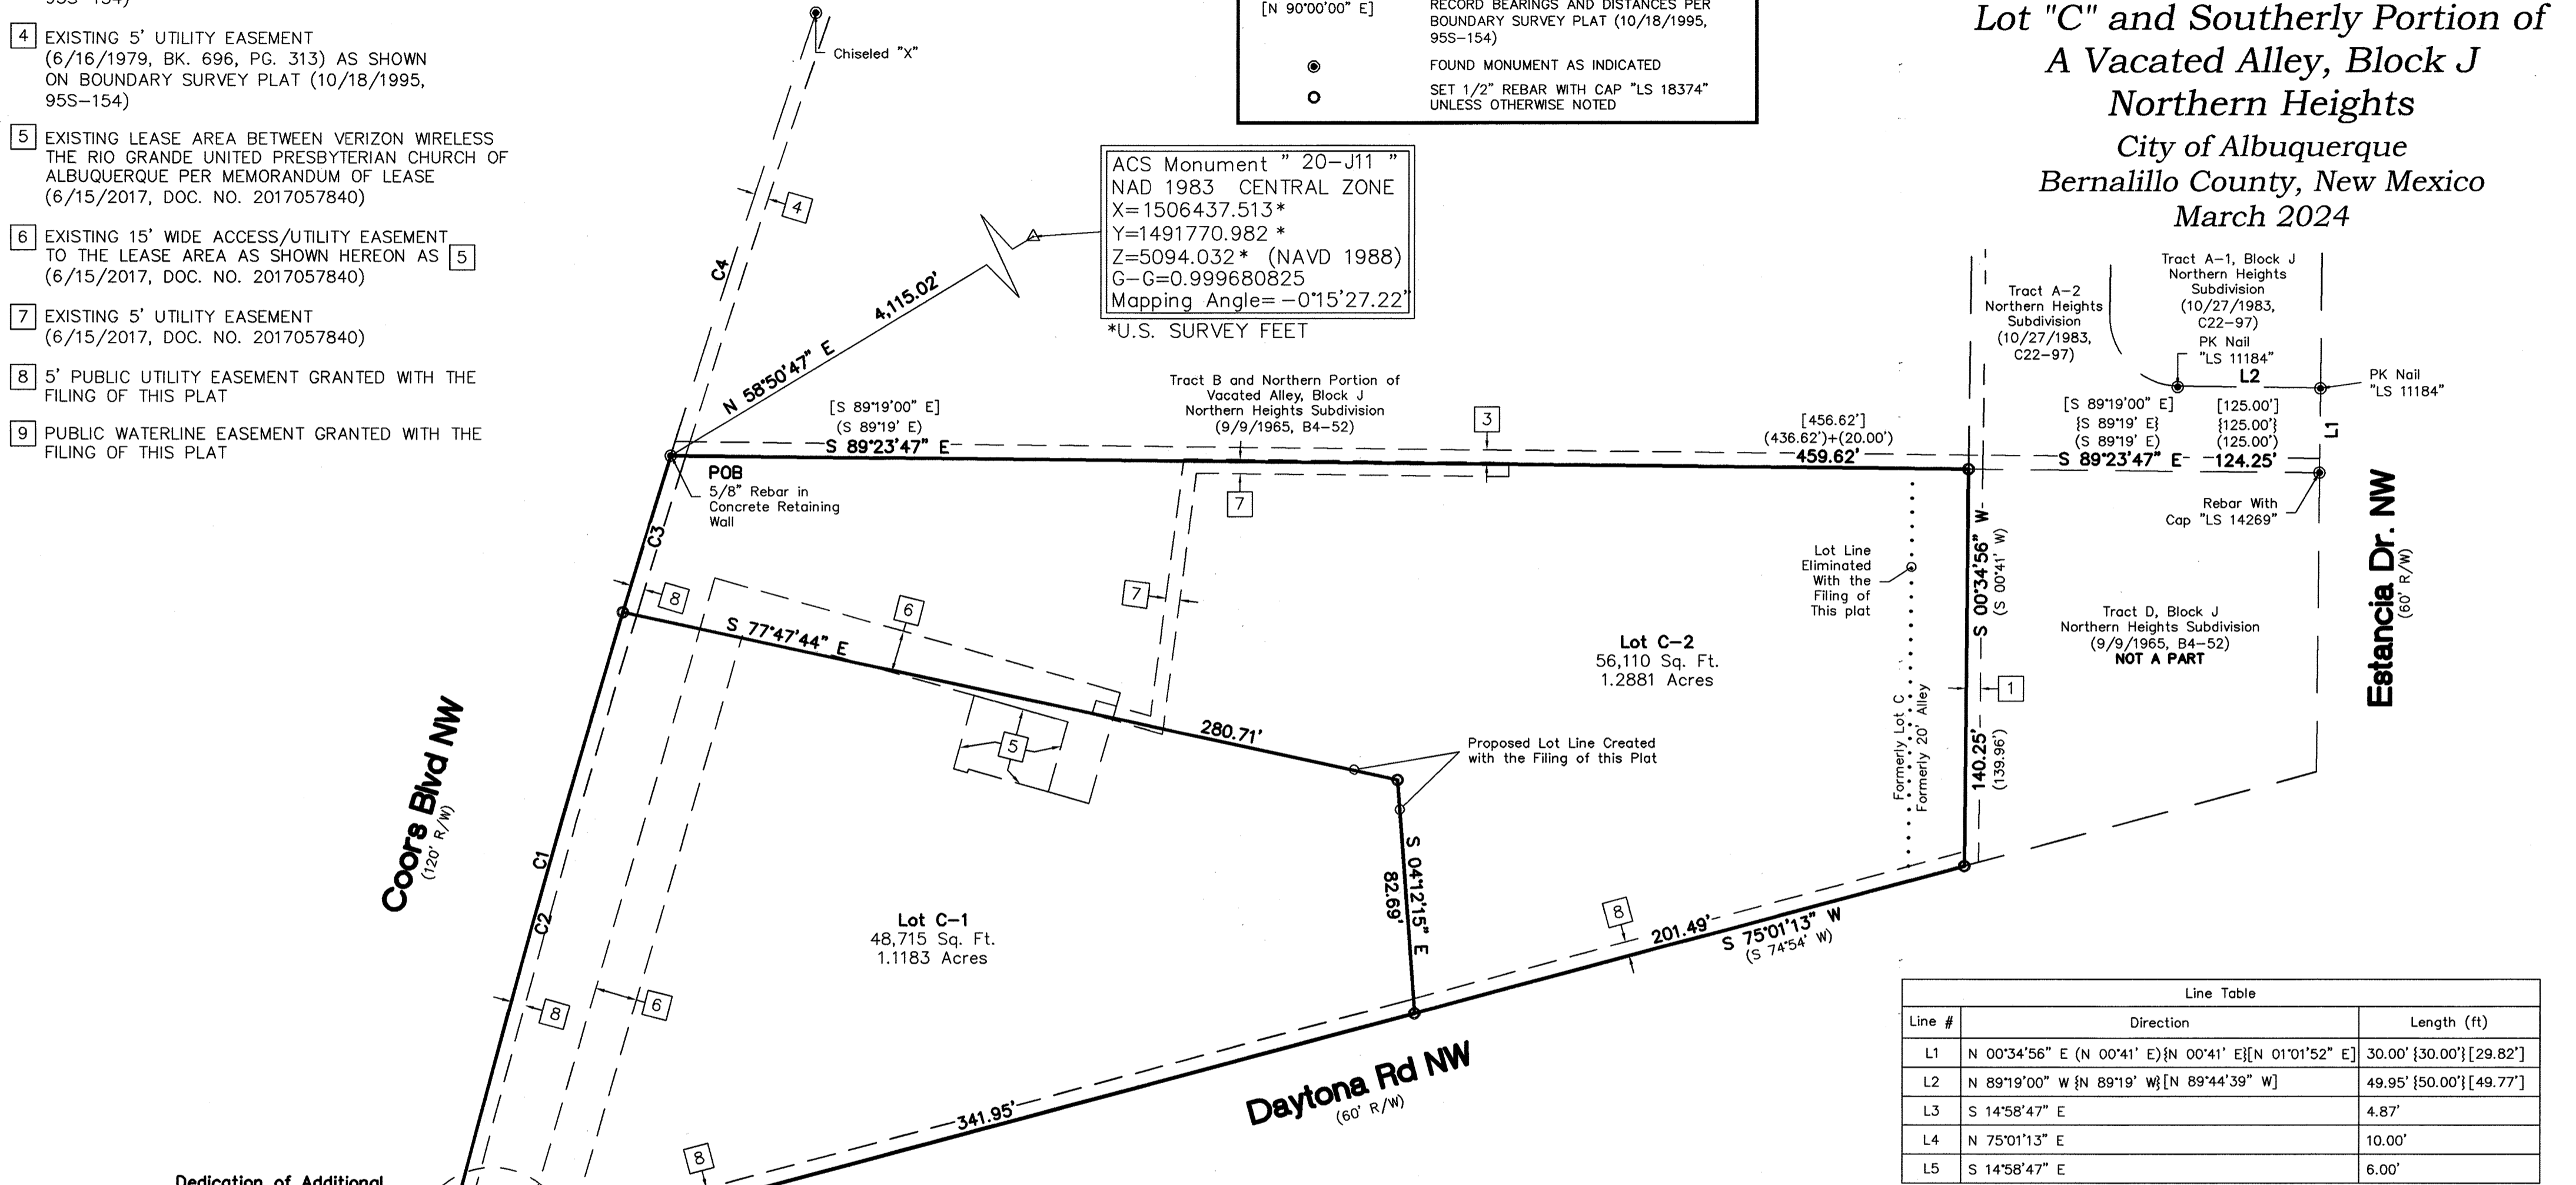 95S-154)
4 EXISTING 5' UTILITY EASEMENT
(6/16/1979, BK. 696, PG. 313) AS SHOWN
ON BOUNDARY SURVEY PLAT (10/18/1995,
95S-154)
5 EXISTING LEASE AREA BETWEEN VERIZON WIRELESS
THE RIO GRANDE UNITED PRESBYTERIAN CHURCH OF
ALBUQUERQUE PER MEMORANDUM OF LEASE
(6/15/2017, DOC. NO. 2017057840)
6 EXISTING 15' WIDE ACCESS/UTILITY EASEMENT
TO THE LEASE AREA AS SHOWN HEREON AS 5
(6/15/2017, DOC. NO. 2017057840)
7 EXISTING 5' UTILITY EASEMENT
(6/15/2017, DOC. NO. 2017057840)
8 5' PUBLIC UTILITY EASEMENT GRANTED WITH THE
FILING OF THIS PLAT
9 PUBLIC WATERLINE EASEMENT GRANTED WITH THE
FILING OF THIS PLAT
[N 90°00'00" E]
RECORD BEARINGS AND DISTANCES PER
BOUNDARY SURVEY PLAT (10/18/1995,
95S-154)
FOUND MONUMENT AS INDICATED
SET 1/2" REBAR WITH CAP "LS 18374"
UNLESS OTHERWISE NOTED
Lot "C" and Southerly Portion of
A Vacated Alley, Block J
Northern Heights
City of Albuquerque
Bernalillo County, New Mexico
March 2024
Chiseled "X"
4
C4
ACS Monument " 20-J11 "
NAD 1983 CENTRAL ZONE
X=1506437.513*
Y=1491770.982 *
Z=5094.032* (NAVD 1988)
G-G=0.999680825
Mapping Angle= -0°15'27.22"
*U.S. SURVEY FEET
4,115.02'
N 58°50'47" E
Tract A-2
Northern Heights
Subdivision
(10/27/1983,
C22-97)
Tract A-1, Block J
Northern Heights
Subdivision
(10/27/1983,
C22-97)
PK Nail
"LS 11184"
L2
PK Nail
"LS 11184"
L1
[S 89°19'00" E]
(S 89°19' E)
S 89°23'47" E
Tract B and Northern Portion of
Vacated Alley, Block J
Northern Heights Subdivision
(9/9/1965, B4-52)
3
[456.62']
(436.62')+(20.00')
459.62'
[S 89°19'00" E] [125.00']
{S 89°19' E} {125.00'}
(S 89°19' E) (125.00')
S 89°23'47" E 124.25'
POB
5/8" Rebar in
Concrete Retaining
Wall
7
Rebar With
Cap "LS 14269"
Estancia Dr. NW
(60' R/W)
C3
8
6
7
Lot Line
Eliminated
With the
Filing of
This plat
S 00°34'56" W
(S 00°41' W)
Tract D, Block J
Northern Heights Subdivision
(9/9/1965, B4-52)
NOT A PART
S 77°47'44" E
Lot C-2
56,110 Sq. Ft.
1.2881 Acres
1
5
280.71'
Proposed Lot Line Created
with the Filing of this Plat
Formerly Lot C
Formerly 20' Alley
140.25'
(139.96')
Coors Blvd NW
(120' R/W)
C1
C2
S 04°12'15" E
82.69'
Lot C-1
48,715 Sq. Ft.
1.1183 Acres
8
201.49'
S 75°01'13" W
(S 74°54' W)
8
6
Daytona Rd NW
(60' R/W)
341.95'
8
Dedication of Additional
Line Table
Line # Direction Length (ft)
L1 N 00°34'56" E (N 00°41' E){N 00°41' E}[N 01°01'52" E] 30.00' {30.00'}[29.82']
L2 N 89°19'00" W {N 89°19' W}[N 89°44'39" W] 49.95' {50.00'}[49.77']
L3 S 14°58'47" E 4.87'
L4 N 75°01'13" E 10.00'
L5 S 14°58'47" E 6.00'